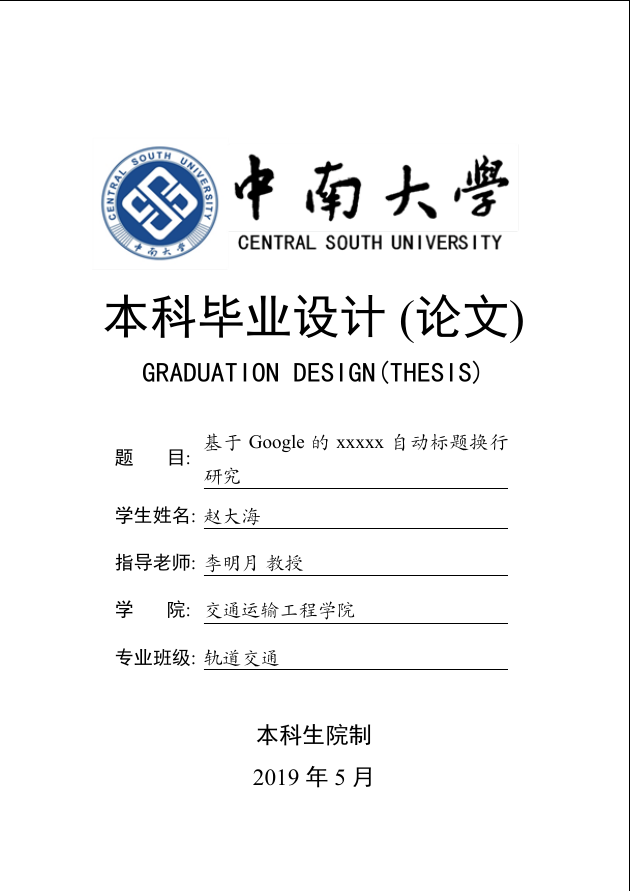 CENTRAL SOUTH UNIVERSITY
中南大学
中南大學
CENTRAL SOUTH UNIVERSITY
本科毕业设计 (论文)
GRADUATION DESIGN(THESIS)
题 目: 基于 Google 的 xxxxx 自动标题换行
研究
学生姓名: 赵大海
指导老师: 李明月 教授
学 院: 交通运输工程学院
专业班级: 轨道交通
本科生院制
2019 年 5 月